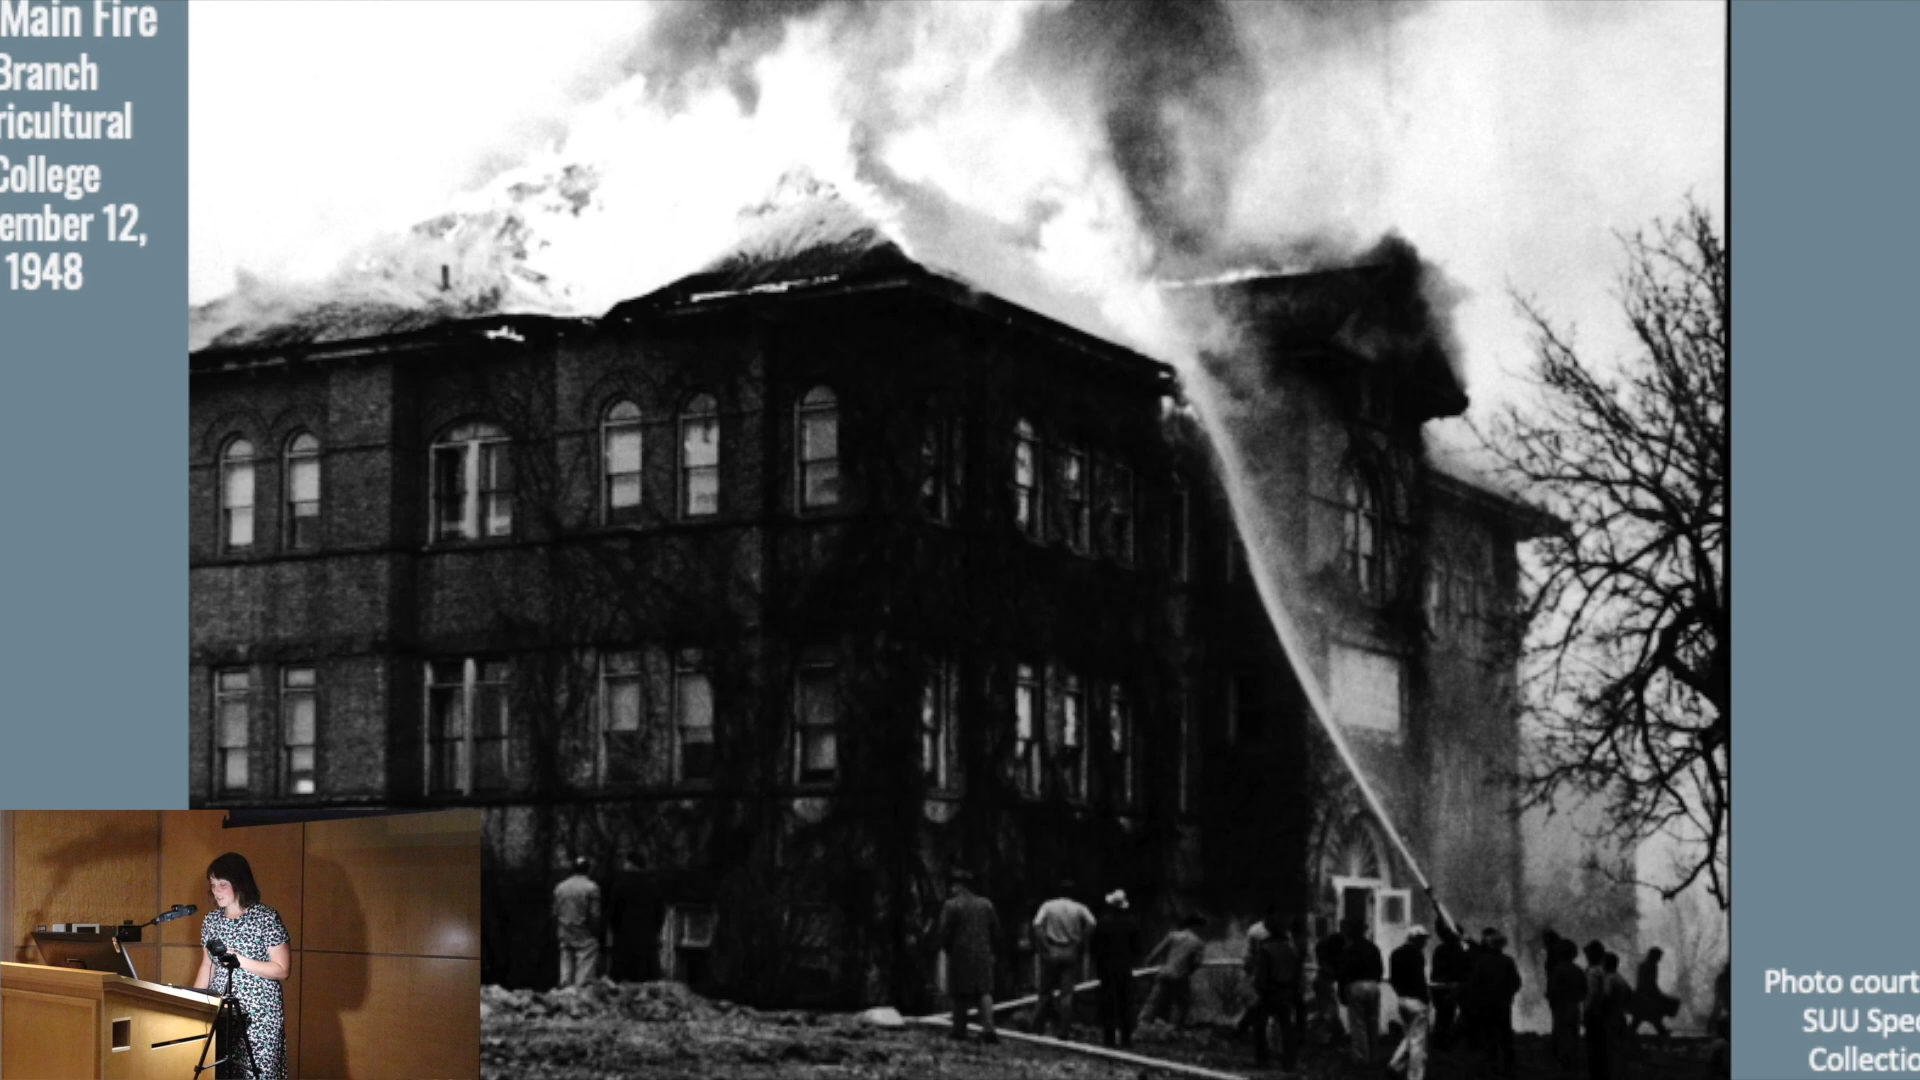 Main Fire
Branch
ricultural
College
ember 12,
1948
Photo court
SUU Spec
Collectio